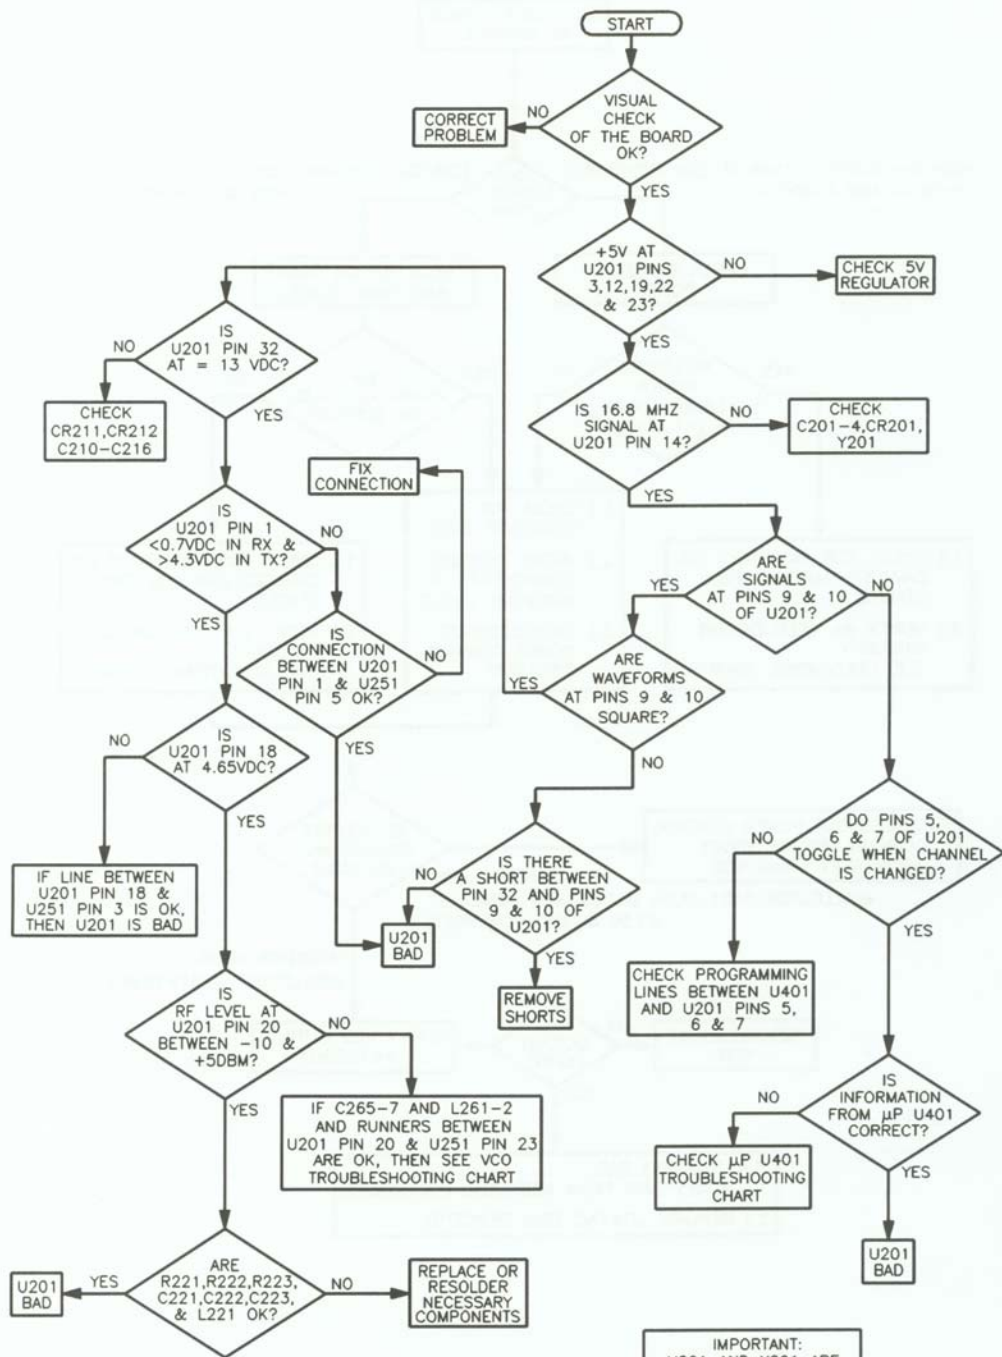 START
VISUAL
CHECK
OF THE BOARD
OK?
NO
CORRECT
PROBLEM
YES
+5V AT
U201 PINS
3,12,19,22
& 23?
NO
CHECK 5V
REGULATOR
YES
IS 16.8 MHZ
SIGNAL AT
U201 PIN 14?
NO
CHECK
C201-4,CR201,
Y201
YES
ARE
SIGNALS
AT PINS 9 & 10
OF U201?
YES
NO
ARE
WAVEFORMS
AT PINS 9 & 10
SQUARE?
YES
NO
IS THERE
A SHORT BETWEEN
PIN 32 AND PINS
9 & 10 OF
U201?
NO
U201
BAD
YES
REMOVE
SHORTS
DO PINS 5,
6 & 7 OF U201
TOGGLE WHEN CHANNEL
IS CHANGED?
NO
CHECK PROGRAMMING
LINES BETWEEN U401
AND U201 PINS 5,
6 & 7
YES
IS
INFORMATION
FROM µP U401
CORRECT?
NO
CHECK µP U401
TROUBLESHOOTING
CHART
YES
U201
BAD
IS
U201 PIN 32
AT = 13 VDC?
NO
CHECK
CR211,CR212
C210-C216
YES
IS
U201 PIN 1
<0.7VDC IN RX &
>4.3VDC IN TX?
NO
IS
CONNECTION
BETWEEN U201
PIN 1 & U251
PIN 5 OK?
NO
FIX
CONNECTION
YES
YES
IS
U201 PIN 18
AT 4.65VDC?
NO
IF LINE BETWEEN
U201 PIN 18 &
U251 PIN 3 IS OK,
THEN U201 IS BAD
YES
IS
RF LEVEL AT
U201 PIN 20
BETWEEN -10 &
+5DBM?
NO
IF C265-7 AND L261-2
AND RUNNERS BETWEEN
U201 PIN 20 & U251 PIN 23
ARE OK, THEN SEE VCO
TROUBLESHOOTING CHART
YES
ARE
R221,R222,R223,
C221,C222,C223,
& L221 OK?
YES
U201
BAD
NO
REPLACE OR
RESOLDER
NECESSARY
COMPONENTS
IMPORTANT: